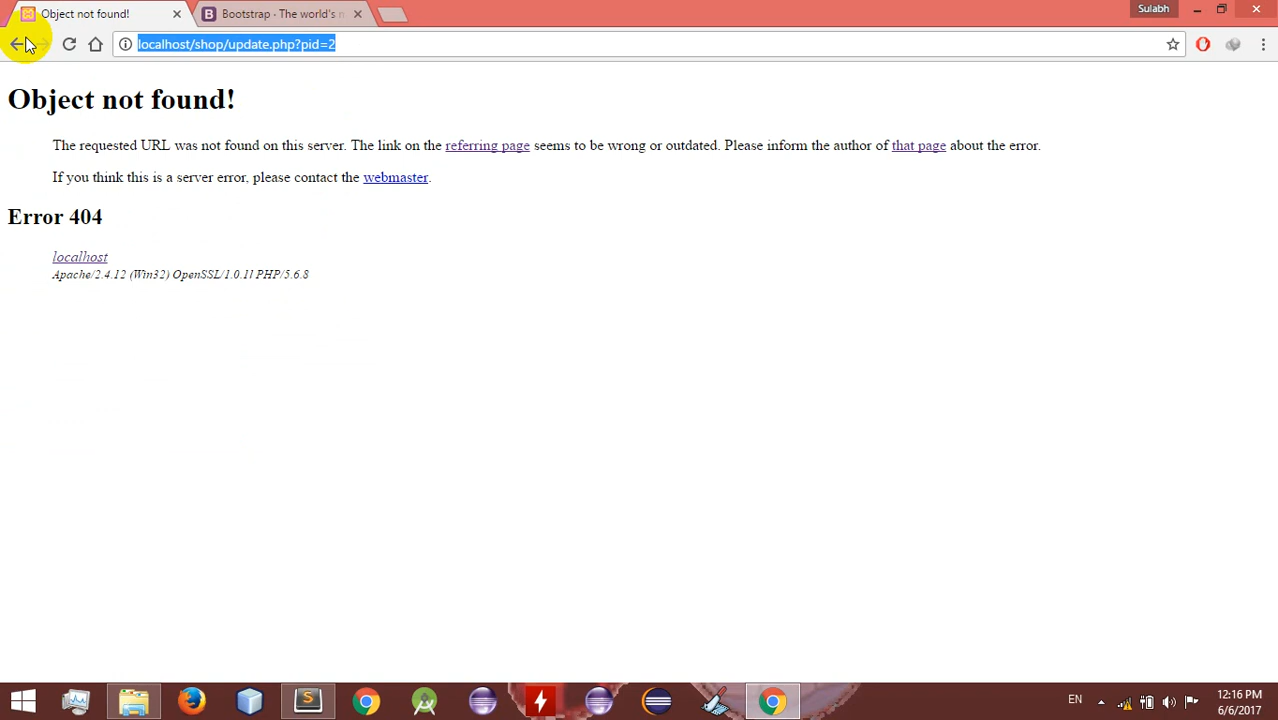 Object not found!
Bootstrap - The world's n
Sulabh
localhost/shop/update.php?pid=2
Object not found!
The requested URL was not found on this server. The link on the referring page seems to be wrong or outdated. Please inform the author of that page about the error.
If you think this is a server error, please contact the webmaster.
Error 404
localhost
Apache/2.4.12 (Win32) OpenSSL/1.0.1l PHP/5.6.8
EN
12:16 PM
6/6/2017